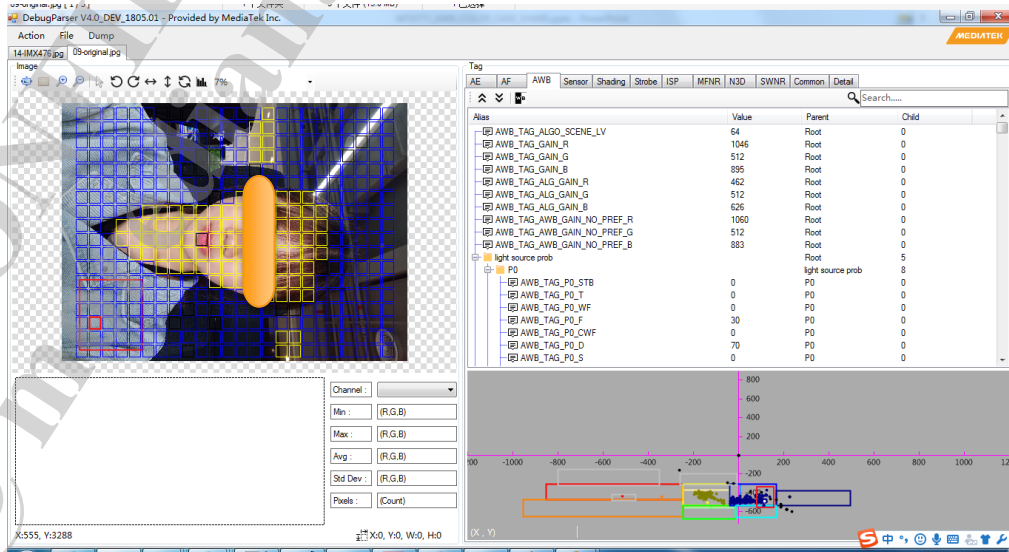 09-original.jpg [ 1 / 3 ]
DebugParser V4.0_DEV_1805.01 - Provided by MediaTek Inc.
Action File Dump
MEDIATEK
14-IMX476.jpg 09-original.jpg
Image
7%
Tag
AE AF AWB Sensor Shading Strobe ISP MFNR N3D SWNR Common Detail
Search.....
Alias Value Parent Child
AWB_TAG_ALGO_SCENE_LV 64 Root 0
AWB_TAG_GAIN_R 1046 Root 0
AWB_TAG_GAIN_G 512 Root 0
AWB_TAG_GAIN_B 895 Root 0
AWB_TAG_ALG_GAIN_R 462 Root 0
AWB_TAG_ALG_GAIN_G 512 Root 0
AWB_TAG_ALG_GAIN_B 626 Root 0
AWB_TAG_AWB_GAIN_NO_PREF_R 1060 Root 0
AWB_TAG_AWB_GAIN_NO_PREF_G 512 Root 0
AWB_TAG_AWB_GAIN_NO_PREF_B 883 Root 0
light source prob Root 5
P0 light source prob 8
AWB_TAG_P0_STB 0 P0 0
AWB_TAG_P0_T 0 P0 0
AWB_TAG_P0_WF 0 P0 0
AWB_TAG_P0_F 30 P0 0
AWB_TAG_P0_CWF 0 P0 0
AWB_TAG_P0_D 70 P0 0
AWB_TAG_P0_S 0 P0 0
Channel :
Min : (R,G,B)
Max : (R,G,B)
Avg : (R,G,B)
Std Dev : (R,G,B)
Pixels : (Count)
X:555, Y:3288
X:0, Y:0, W:0, H:0
800
600
400
200
-1000 -800 -600 -400 -200 200 400 600 800 1000
-200
-400
-600
(X , Y)
中